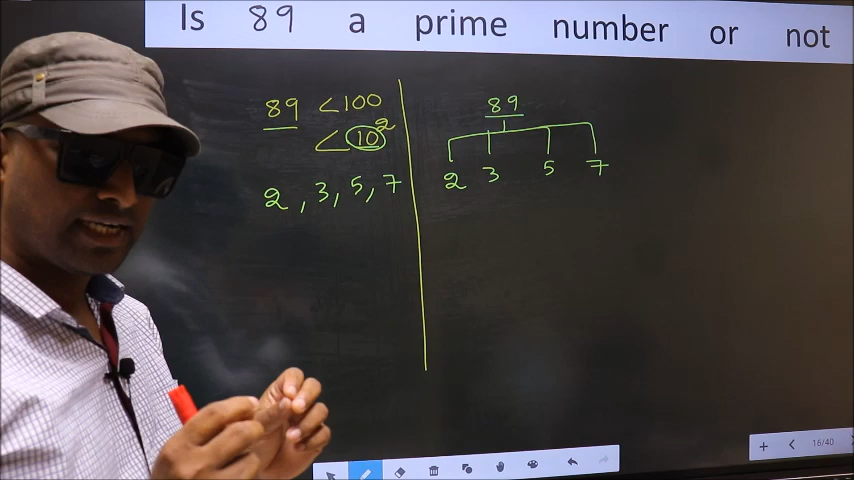 Is 89 a prime number or not
89 < 100
< 10²
2, 3, 5, 7
89
2 3 5 7
16/40